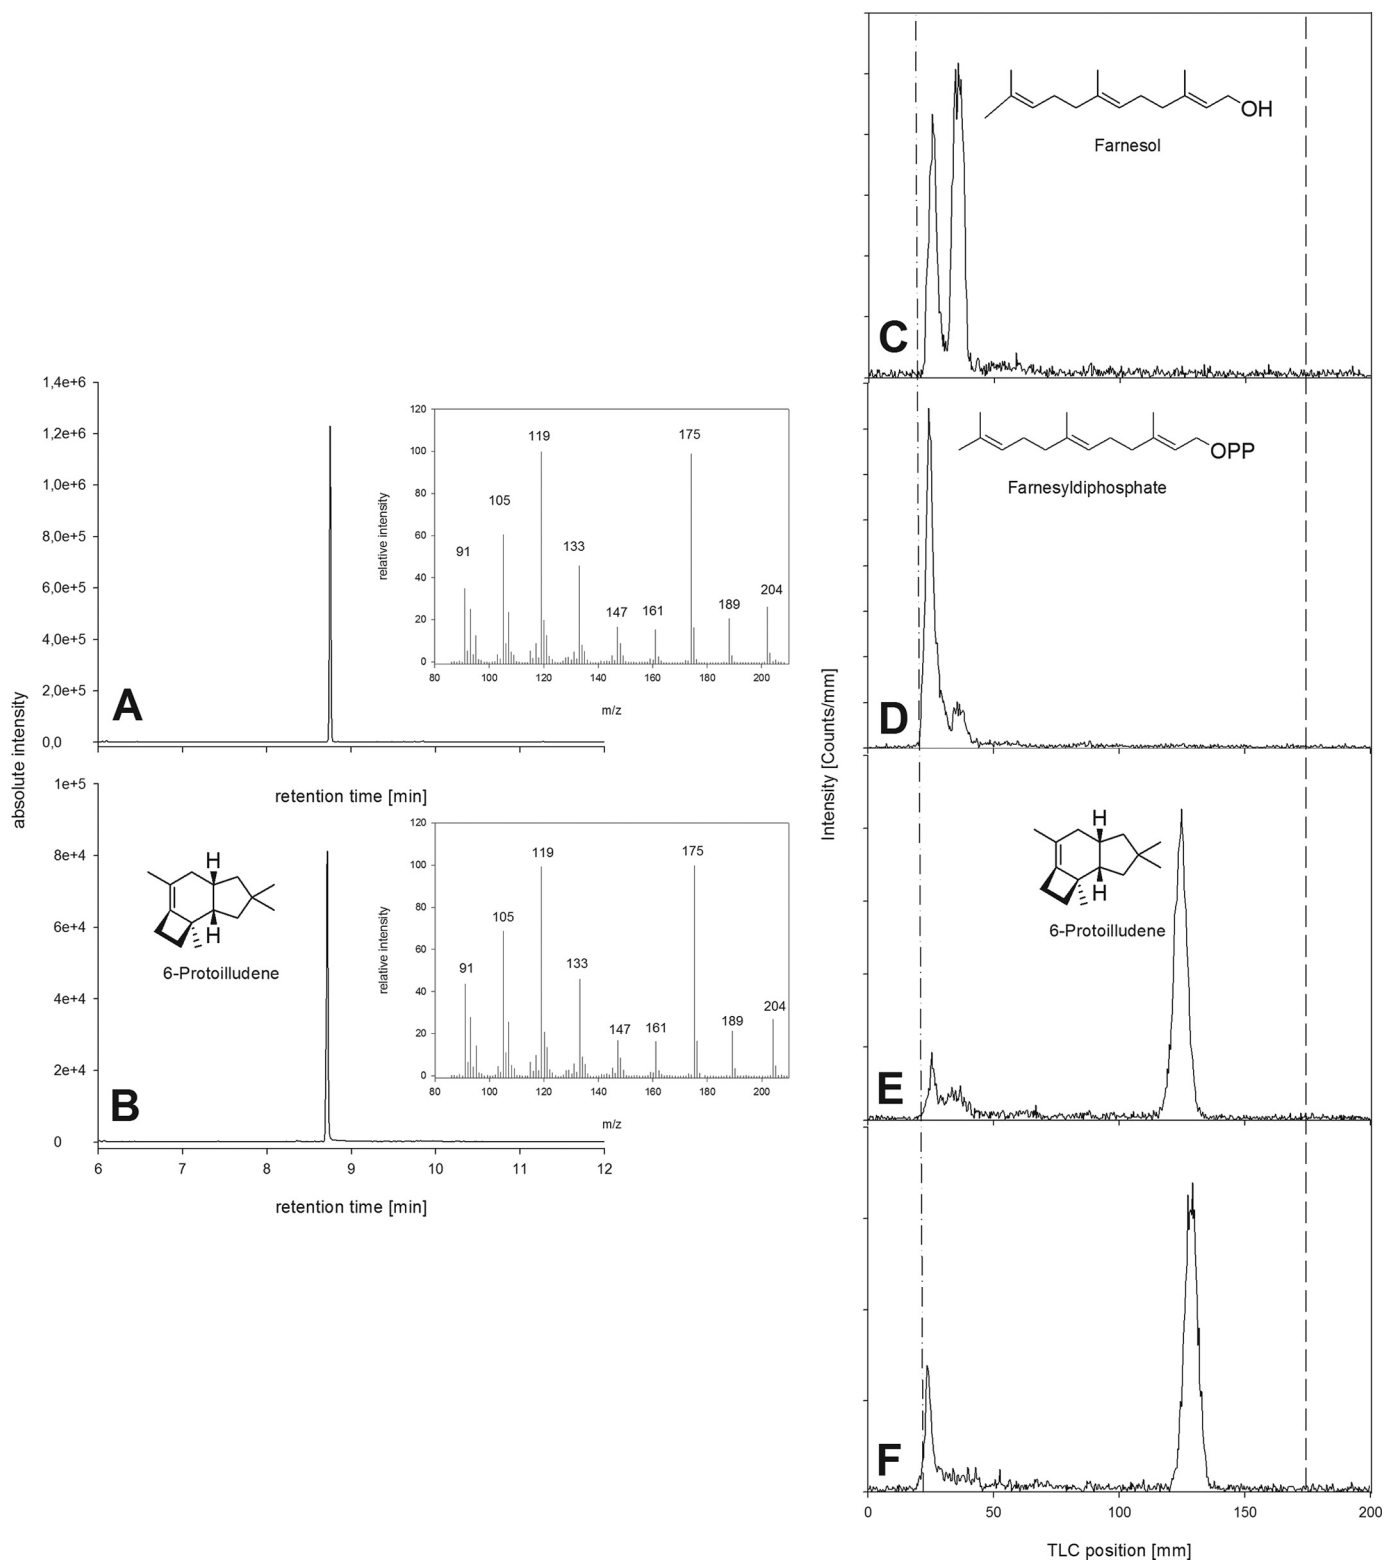 absolute intensity
1,4e+6
1,2e+6
1,0e+6
8,0e+5
6,0e+5
4,0e+5
2,0e+5
0,0
A
retention time [min]
relative intensity
120
100
80
60
40
20
0
91
105
119
133
147
161
175
189
204
80 100 120 140 160 180 200
m/z
1e+5
8e+4
6e+4
4e+4
2e+4
0
B
H
H
6-Protoilludene
6 7 8 9 10 11 12
retention time [min]
relative intensity
120
100
80
60
40
20
0
91
105
119
133
147
161
175
189
204
80 100 120 140 160 180 200
m/z
Intensity [Counts/mm]
C
OH
Farnesol
D
OPP
Farnesyldiphosphate
E
H
H
6-Protoilludene
F
0 50 100 150 200
TLC position [mm]